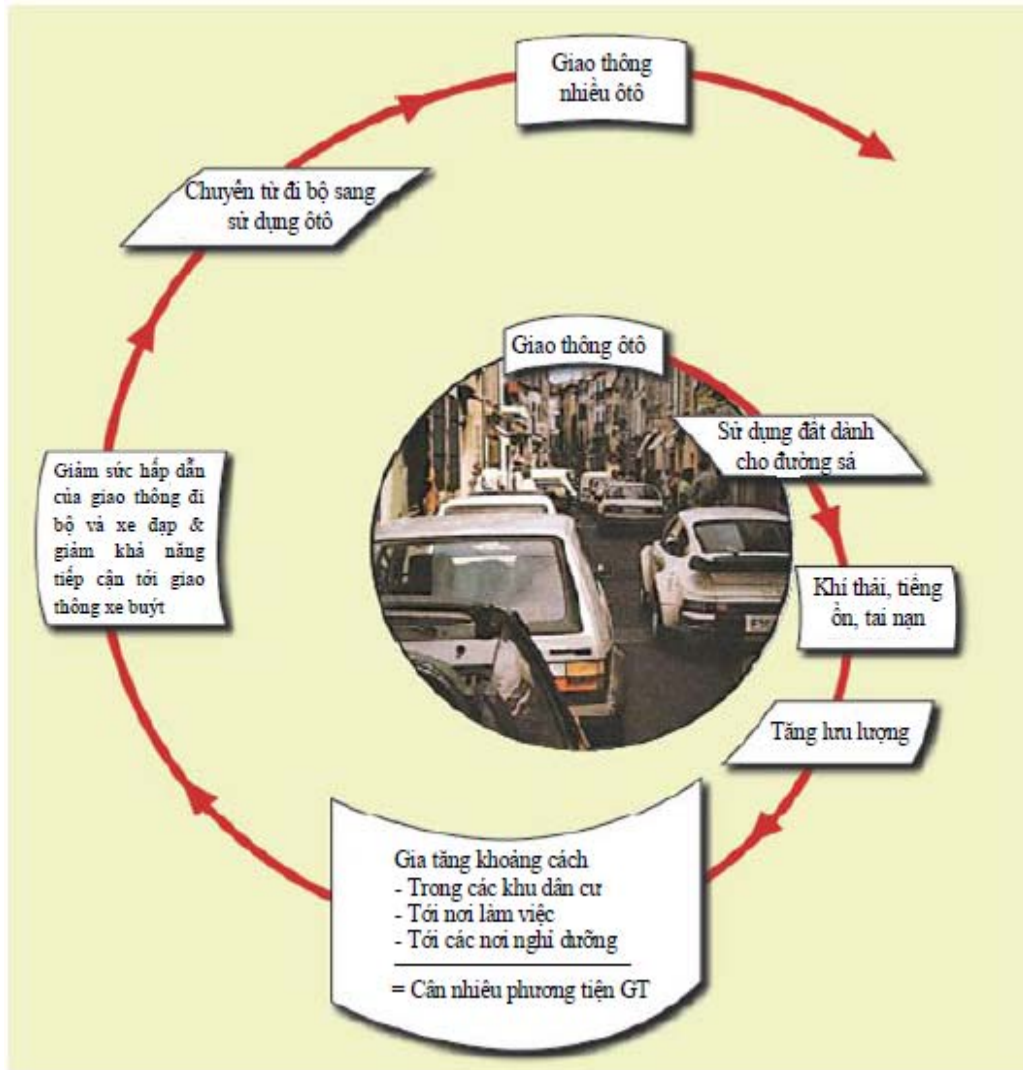 Giao thông
nhiều ôtô
Chuyển từ đi bộ sang
sử dụng ôtô
Giao thông ôtô
Sử dụng đất dành
cho đường sá
Giảm sức hấp dẫn
của giao thông đi
bộ và xe đạp &
giảm khả năng
tiếp cận tới giao
thông xe buýt
Khí thải, tiếng
ồn, tai nạn
Tăng lưu lượng
Gia tăng khoảng cách
- Trong các khu dân cư
- Tới nơi làm việc
- Tới các nơi nghỉ dưỡng
= Cần nhiều phương tiện GT